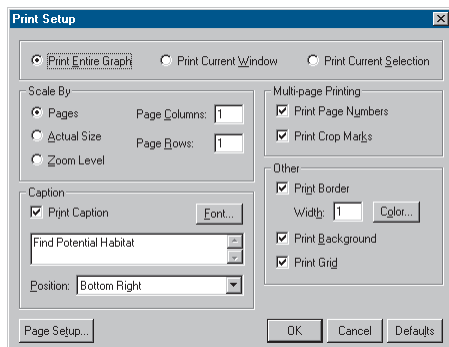 Print Setup
Print Entire Graph Print Current Window Print Current Selection
Scale By
Pages Page Columns: 1
Actual Size Page Rows: 1
Zoom Level
Multi-page Printing
Print Page Numbers
Print Crop Marks
Caption
Print Caption Font...
Find Potential Habitat
Position: Bottom Right
Other
Print Border
Width: 1 Color...
Print Background
Print Grid
Page Setup... OK Cancel Defaults